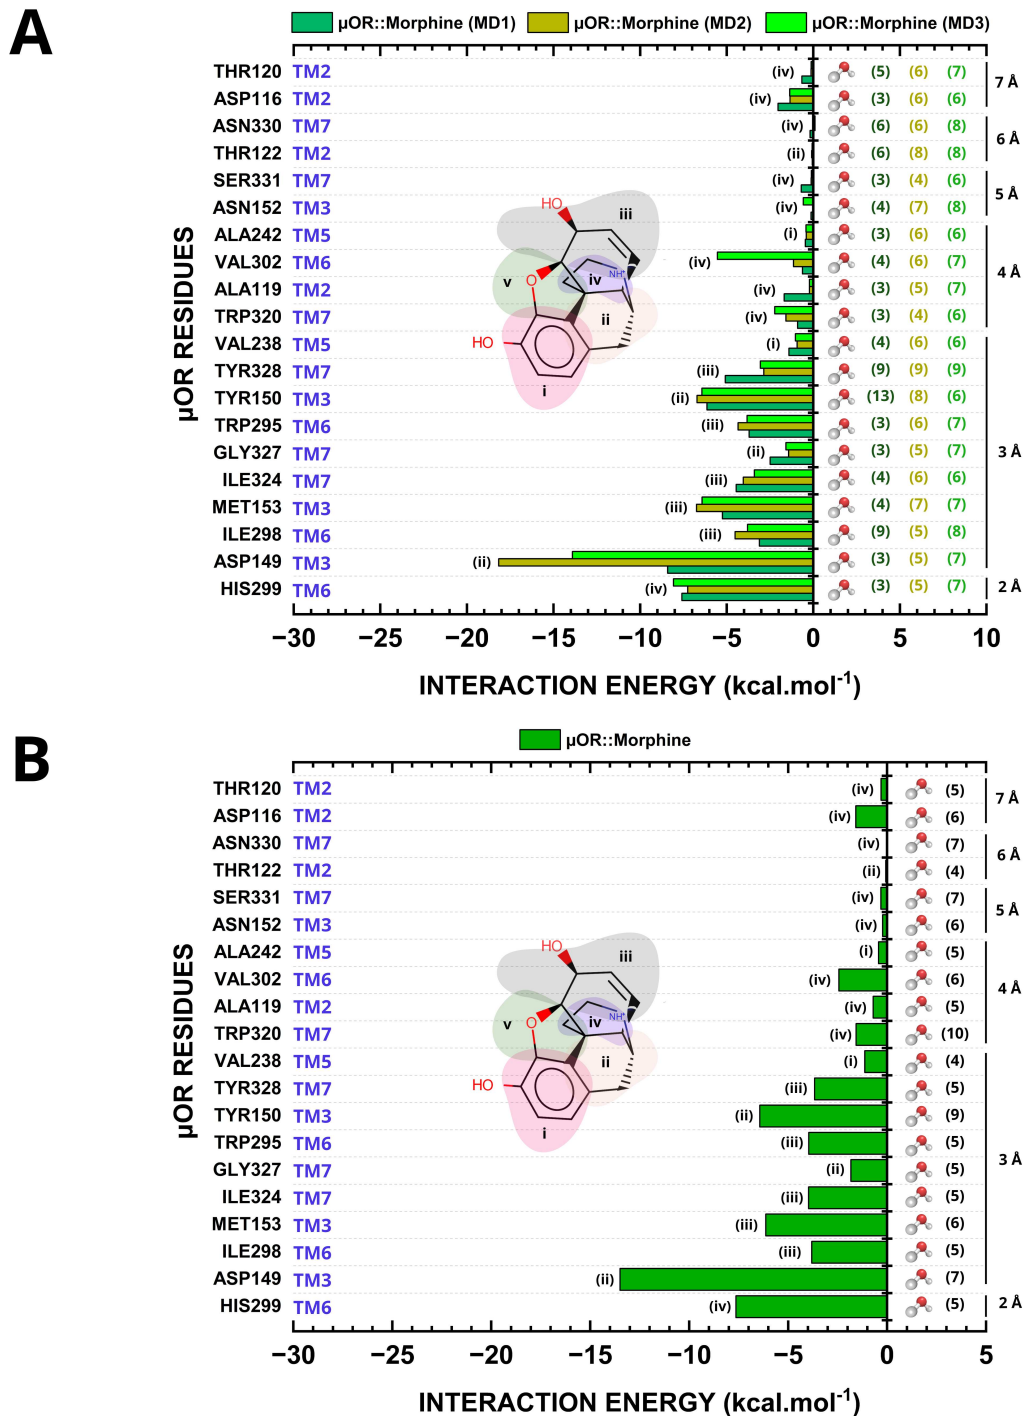 A
µOR::Morphine (MD1) µOR::Morphine (MD2) µOR::Morphine (MD3)
THR120 TM2 (iv) (5) (6) (7)
7 Å
ASP116 TM2 (iv) (3) (6) (6)
ASN330 TM7 (iv) (6) (6) (8)
6 Å
THR122 TM2 (ii) (6) (8) (8)
SER331 TM7 (iv) (3) (4) (6)
5 Å
ASN152 TM3 (iv) (4) (7) (8)
ALA242 TM5 (i) (3) (6) (6)
VAL302 TM6 (iv) (4) (6) (7)
4 Å
ALA119 TM2 (iv) (3) (5) (7)
TRP320 TM7 (iv) (3) (4) (6)
VAL238 TM5 (i) (4) (6) (6)
TYR328 TM7 (iii) (9) (9) (9)
TYR150 TM3 (ii) (13) (8) (6)
TRP295 TM6 (iii) (3) (6) (7)
GLY327 TM7 (ii) (3) (5) (7)
3 Å
ILE324 TM7 (iii) (4) (6) (6)
MET153 TM3 (iii) (4) (7) (7)
ILE298 TM6 (iii) (9) (5) (8)
ASP149 TM3 (ii) (3) (5) (7)
HIS299 TM6 (iv) (3) (5) (7)
2 Å
HO
iii
NH+
iv
v
O
ii
HO
i
µOR RESIDUES
−30 −25 −20 −15 −10 −5 0 5 10
INTERACTION ENERGY (kcal.mol-1)
B
µOR::Morphine
THR120 TM2 (iv) (5)
7 Å
ASP116 TM2 (iv) (6)
ASN330 TM7 (iv) (7)
6 Å
THR122 TM2 (ii) (4)
SER331 TM7 (iv) (7)
5 Å
ASN152 TM3 (iv) (6)
ALA242 TM5 (i) (5)
VAL302 TM6 (iv) (6)
4 Å
ALA119 TM2 (iv) (5)
TRP320 TM7 (iv) (10)
VAL238 TM5 (i) (4)
TYR328 TM7 (iii) (5)
TYR150 TM3 (ii) (9)
TRP295 TM6 (iii) (5)
3 Å
GLY327 TM7 (ii) (5)
ILE324 TM7 (iii) (5)
MET153 TM3 (iii) (6)
ILE298 TM6 (iii) (5)
ASP149 TM3 (ii) (7)
HIS299 TM6 (iv) (5)
2 Å
HO
iii
NH+
iv
v
O
ii
HO
i
µOR RESIDUES
−30 −25 −20 −15 −10 −5 0 5
INTERACTION ENERGY (kcal.mol-1)